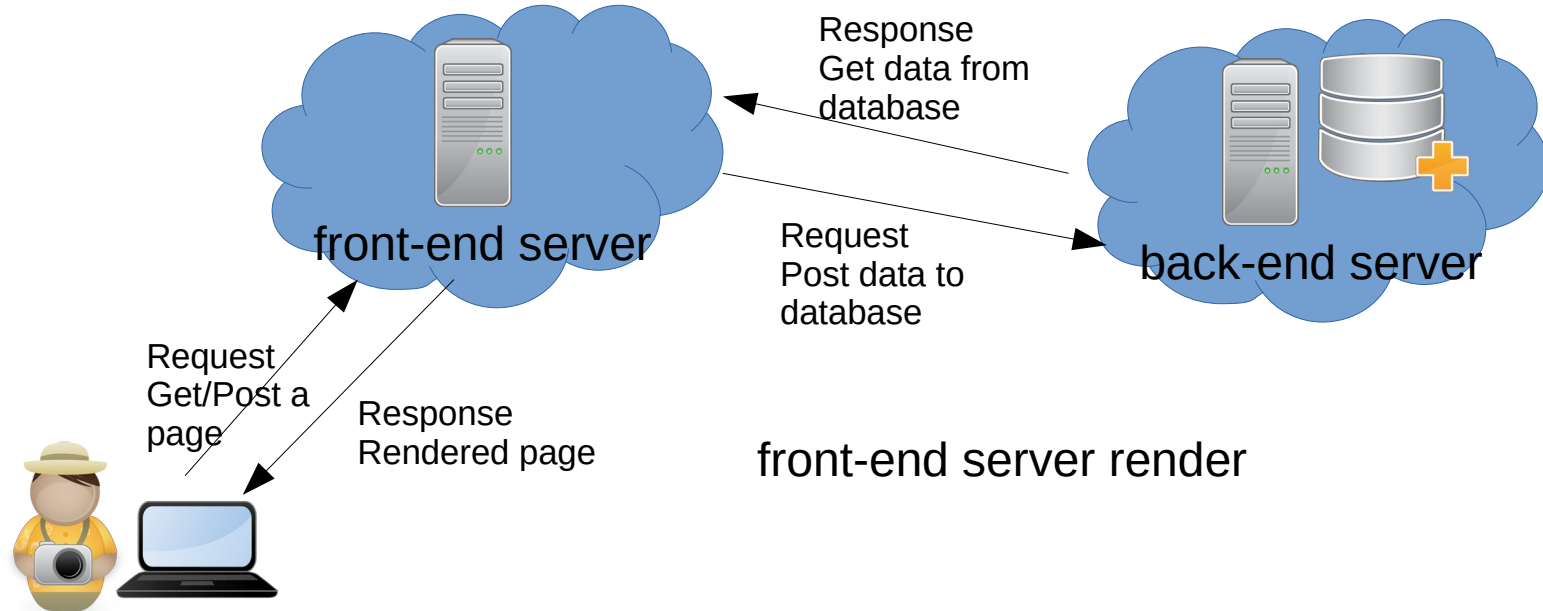 Response
Get data from
database
front-end server
Request
Post data to
database
back-end server
Request
Get/Post a
page
Response
Rendered page
front-end server render